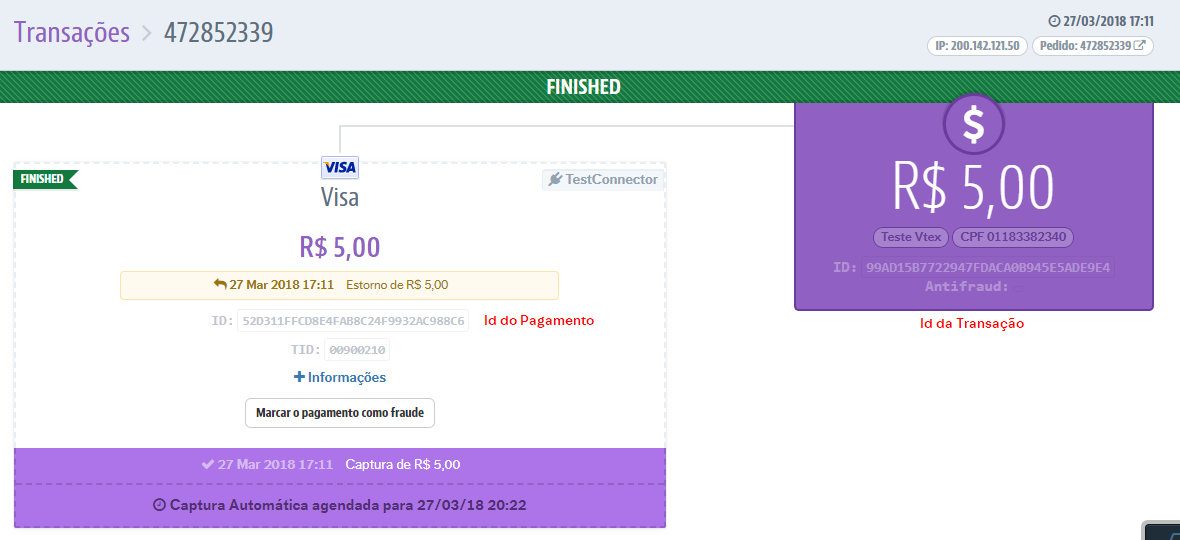 Transações > 472852339
27/03/2018 17:11
IP: 200.142.121.50 Pedido: 472852339
FINISHED
FINISHED
VISA
TestConnector
Visa
R$ 5,00
27 Mar 2018 17:11 Estorno de R$ 5,00
ID: 52D311FFCD8E4FAB8C24F9932AC988C6 Id do Pagamento
TID: 00900210
+ Informações
Marcar o pagamento como fraude
27 Mar 2018 17:11 Captura de R$ 5,00
Captura Automática agendada para 27/03/18 20:22
$
R$ 5,00
Teste Vtex CPF 01183382340
ID: 99AD15B7722947FDACA0B945E5ADE9E4
Antifraud:
Id da Transação